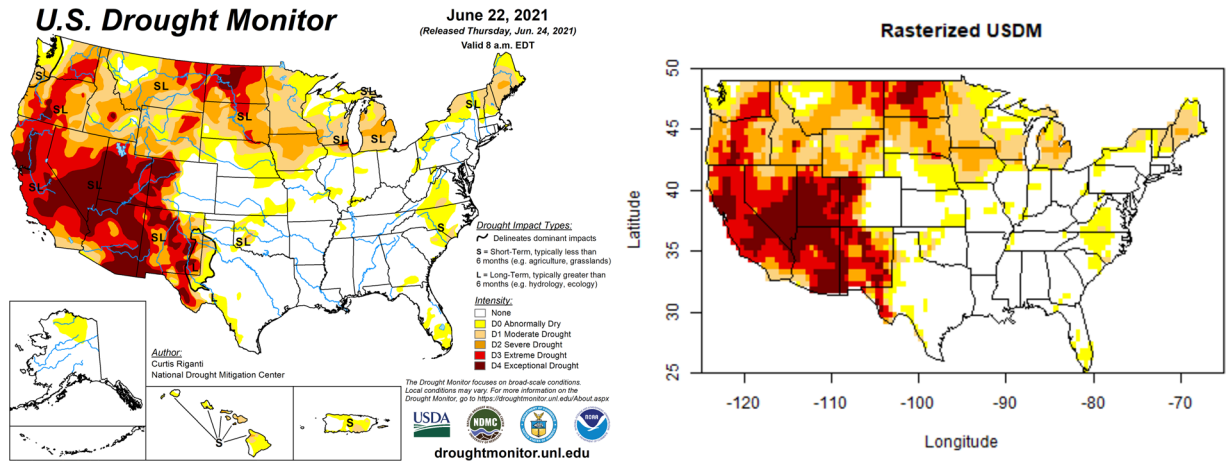 U.S. Drought Monitor
June 22, 2021
(Released Thursday, Jun. 24, 2021)
Valid 8 a.m. EDT
S
SL
SL
SL
SL
SL
SL
SL
SL
SL
SL
S
L
Drought Impact Types:
Delineates dominant impacts
S = Short-Term, typically less than
6 months (e.g. agriculture, grasslands)
L = Long-Term, typically greater than
6 months (e.g. hydrology, ecology)
Intensity:
None
D0 Abnormally Dry
D1 Moderate Drought
D2 Severe Drought
D3 Extreme Drought
D4 Exceptional Drought
Author:
Curtis Riganti
National Drought Mitigation Center
S
S
The Drought Monitor focuses on broad-scale conditions.
Local conditions may vary. For more information on the
Drought Monitor, go to https://droughtmonitor.unl.edu/About.aspx
USDA
NDMC
NOAA
droughtmonitor.unl.edu
Rasterized USDM
Latitude
50
45
40
35
30
25
-120
-110
-100
-90
-80
-70
Longitude